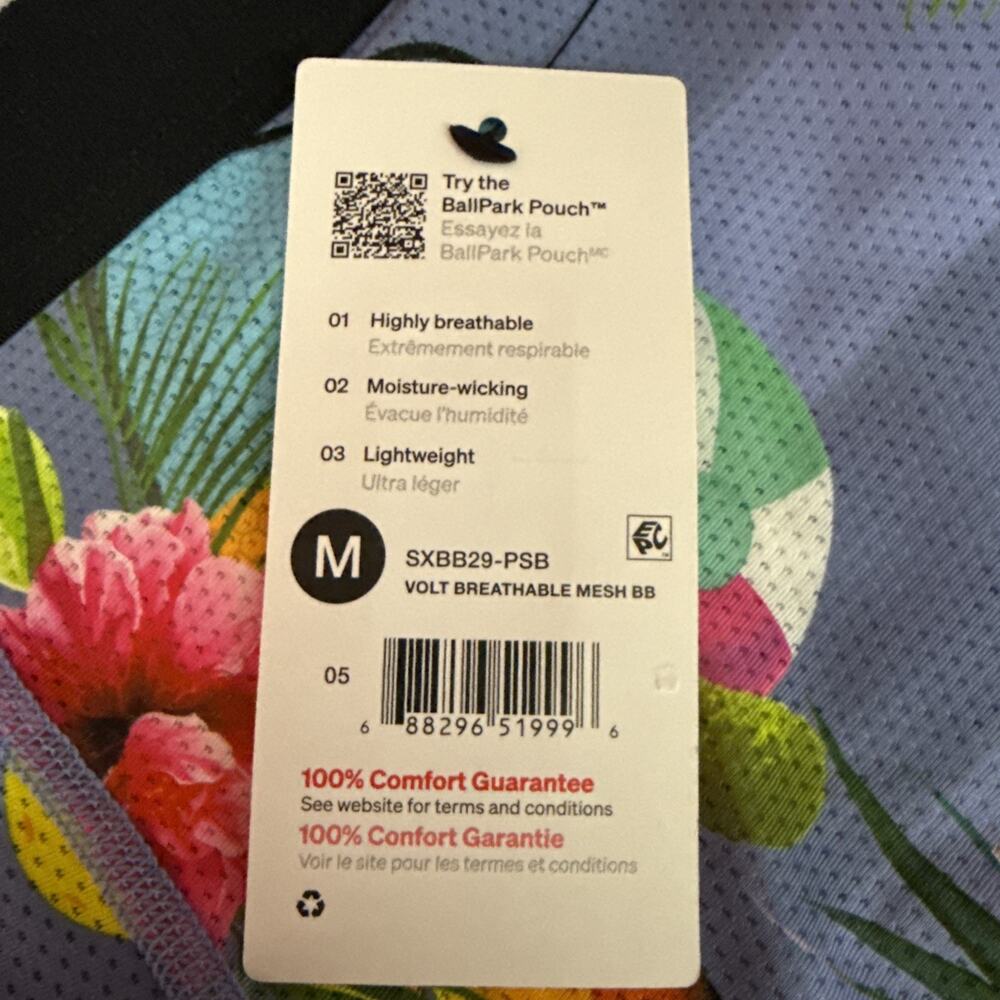 Try the
BallPark Pouch™
Essayez la
BallPark Pouchᴹᶜ
01 Highly breathable
Extrêmement respirable
02 Moisture-wicking
Évacue l'humidité
03 Lightweight
Ultra léger
M
EPC™
SXBB29-PSB
VOLT BREATHABLE MESH BB
05
6 88296 51999 6
100% Comfort Guarantee
See website for terms and conditions
100% Confort Garantie
Voir le site pour les termes et conditions